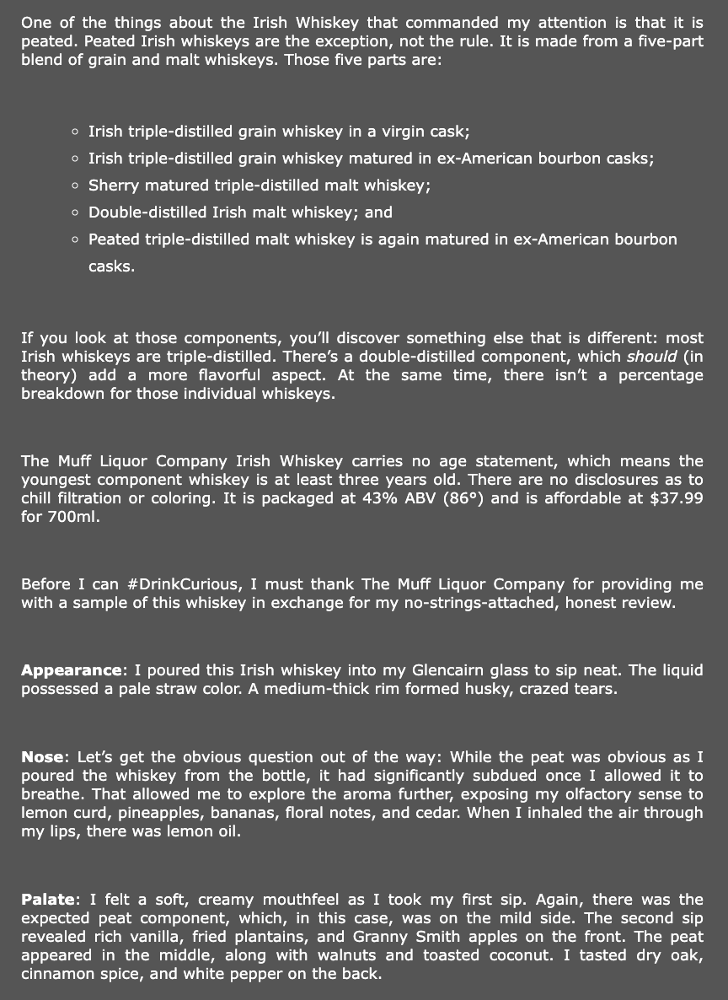 One of the things about the Irish Whiskey that commanded my attention is that it is
peated. Peated Irish whiskeys are the exception, not the rule. It is made from a five-part
blend of grain and malt whiskeys. Those five parts are:
◦ Irish triple-distilled grain whiskey in a virgin cask;
◦ Irish triple-distilled grain whiskey matured in ex-American bourbon casks;
◦ Sherry matured triple-distilled malt whiskey;
◦ Double-distilled Irish malt whiskey; and
◦ Peated triple-distilled malt whiskey is again matured in ex-American bourbon
casks.
If you look at those components, you’ll discover something else that is different: most
Irish whiskeys are triple-distilled. There’s a double-distilled component, which should (in
theory) add a more flavorful aspect. At the same time, there isn’t a percentage
breakdown for those individual whiskeys.
The Muff Liquor Company Irish Whiskey carries no age statement, which means the
youngest component whiskey is at least three years old. There are no disclosures as to
chill filtration or coloring. It is packaged at 43% ABV (86°) and is affordable at $37.99
for 700ml.
Before I can #DrinkCurious, I must thank The Muff Liquor Company for providing me
with a sample of this whiskey in exchange for my no-strings-attached, honest review.
Appearance: I poured this Irish whiskey into my Glencairn glass to sip neat. The liquid
possessed a pale straw color. A medium-thick rim formed husky, crazed tears.
Nose: Let’s get the obvious question out of the way: While the peat was obvious as I
poured the whiskey from the bottle, it had significantly subdued once I allowed it to
breathe. That allowed me to explore the aroma further, exposing my olfactory sense to
lemon curd, pineapples, bananas, floral notes, and cedar. When I inhaled the air through
my lips, there was lemon oil.
Palate: I felt a soft, creamy mouthfeel as I took my first sip. Again, there was the
expected peat component, which, in this case, was on the mild side. The second sip
revealed rich vanilla, fried plantains, and Granny Smith apples on the front. The peat
appeared in the middle, along with walnuts and toasted coconut. I tasted dry oak,
cinnamon spice, and white pepper on the back.